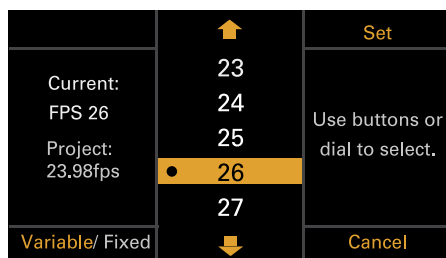 Set
Current:
FPS 26
Project:
23.98fps
23
24
25
26
27
Use buttons or
dial to select.
Variable/ Fixed
Cancel